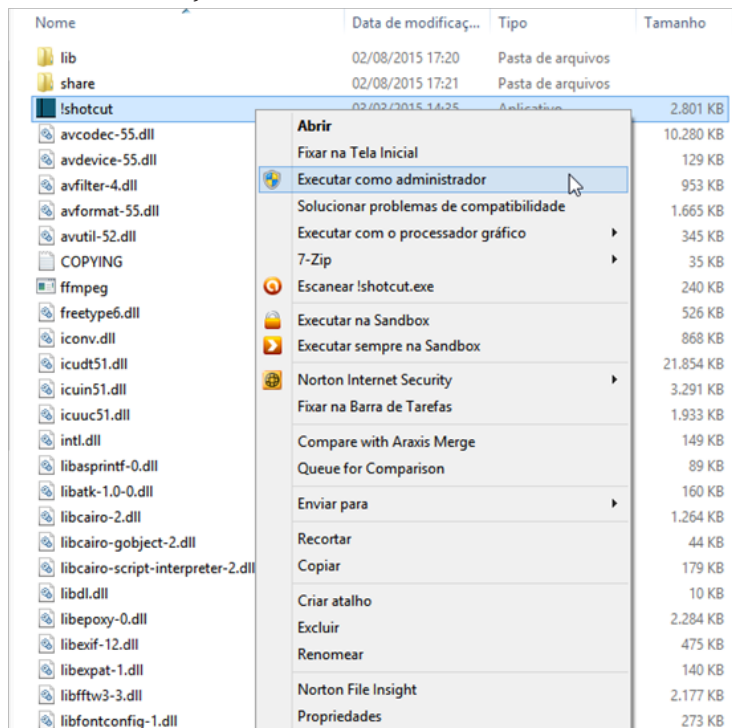 Nome Data de modificaç... Tipo Tamanho
lib 02/08/2015 17:20 Pasta de arquivos
share 02/08/2015 17:21 Pasta de arquivos
!shotcut 03/03/2015 14:35 Aplicativo 2.801 KB
avcodec-55.dll 10.280 KB
avdevice-55.dll 129 KB
avfilter-4.dll 953 KB
avformat-55.dll 1.665 KB
avutil-52.dll 345 KB
COPYING 35 KB
ffmpeg 240 KB
freetype6.dll 526 KB
iconv.dll 868 KB
icudt51.dll 21.854 KB
icuin51.dll 3.291 KB
icuuc51.dll 1.933 KB
intl.dll 149 KB
libasprintf-0.dll 89 KB
libatk-1.0-0.dll 160 KB
libcairo-2.dll 1.264 KB
libcairo-gobject-2.dll 44 KB
libcairo-script-interpreter-2.dll 179 KB
libdl.dll 10 KB
libepoxy-0.dll 2.284 KB
libexif-12.dll 475 KB
libexpat-1.dll 140 KB
libfftw3-3.dll 2.177 KB
libfontconfig-1.dll 273 KB
Abrir
Fixar na Tela Inicial
Executar como administrador
Solucionar problemas de compatibilidade
Executar com o processador gráfico
7-Zip
Escanear !shotcut.exe
Executar na Sandbox
Executar sempre na Sandbox
Norton Internet Security
Fixar na Barra de Tarefas
Compare with Araxis Merge
Queue for Comparison
Enviar para
Recortar
Copiar
Criar atalho
Excluir
Renomear
Norton File Insight
Propriedades